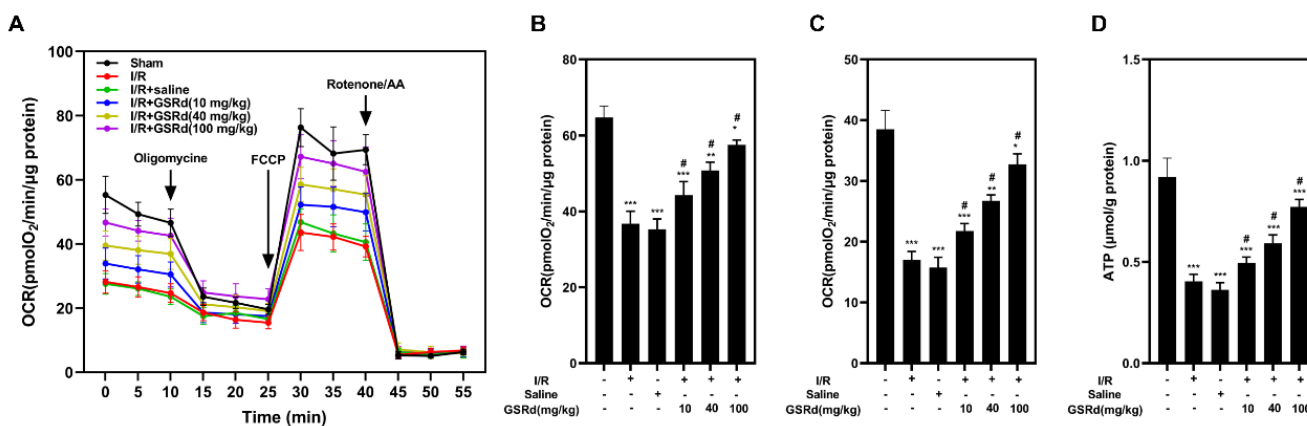 A
OCR(pmolO₂/min/μg protein)
100
80
60
40
20
0
Sham
I/R
I/R+saline
I/R+GSRd(10 mg/kg)
I/R+GSRd(40 mg/kg)
I/R+GSRd(100 mg/kg)
Oligomycine
FCCP
Rotenone/AA
0 5 10 15 20 25 30 35 40 45 50 55
Time (min)
B
OCR(pmolO₂/min/μg protein)
80
60
40
20
0
*** *** # *** # ** # *
I/R - + - + + +
Saline - - + - - -
GSRd(mg/kg) - - - 10 40 100
C
OCR(pmolO₂/min/μg protein)
50
40
30
20
10
0
*** *** # *** # ** # *
I/R - + - + + +
Saline - - + - - -
GSRd(mg/kg) - - - 10 40 100
D
ATP (μmol/g protein)
1.5
1.0
0.5
0.0
*** *** # *** # *** # ***
I/R - + - + + +
Saline - - + - - -
GSRd(mg/kg) - - - 10 40 100